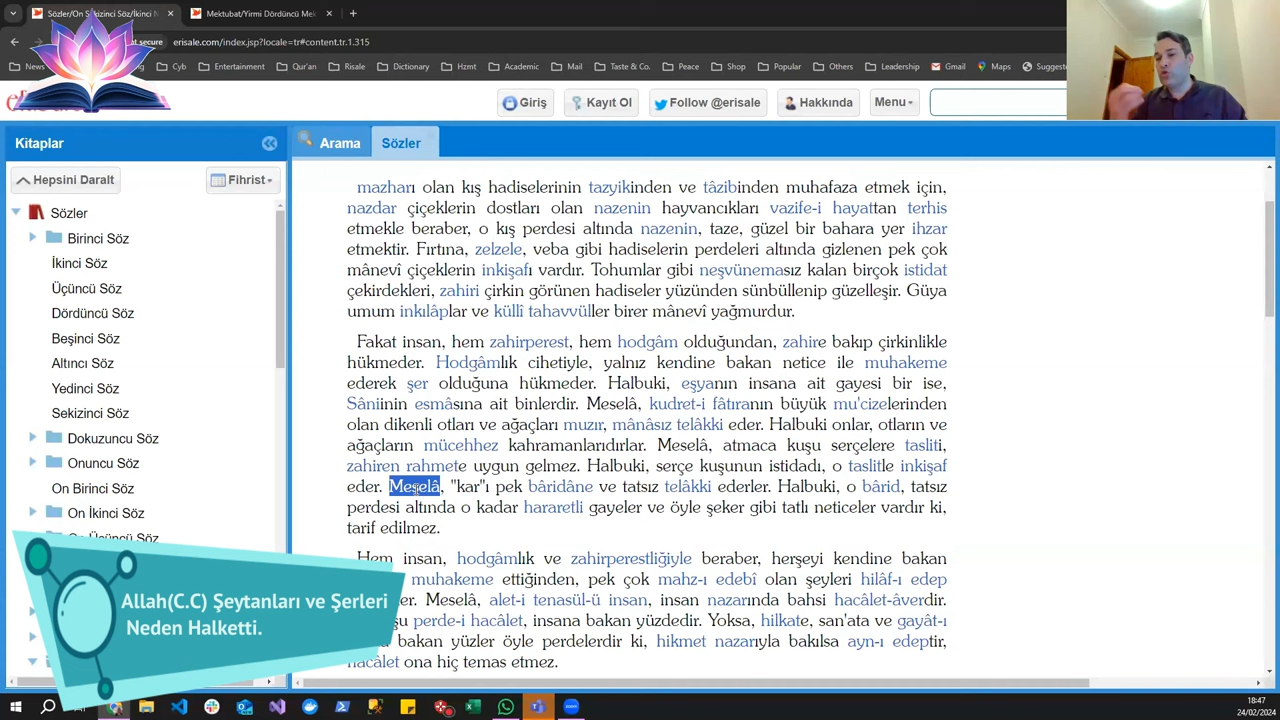 Sözler/On Sekizinci Söz/İkinci N
Mektubat/Yirmi Dördüncü Mek
secure
erisale.com/index.jsp?locale=tr#content.tr.1.315
News
Cyb
Entertainment
Qur'an
Risale
Dictionary
Hzmt
Academic
Mail
Taste & Co.
Peace
Shop
Popular
Others
Leadership
Gmail
Maps
Suggeste
Giriş
Kayıt Ol
Follow @erisale
Hakkında
Menu
Kitaplar
Arama
Sözler
Hepsini Daralt
Fihrist
Sözler
Birinci Söz
İkinci Söz
Üçüncü Söz
Dördüncü Söz
Beşinci Söz
Altıncı Söz
Yedinci Söz
Sekizinci Söz
Dokuzuncu Söz
Onuncu Söz
On Birinci Söz
On İkinci Söz
On Üçüncü Söz
mazharı olan kış hadiselerinin tazyikinden ve tâzibinden muhafaza etmek için,
nazdar çiçeklerin dostları olan nazenin hayvancıkları vazife-i hayattan terhis
etmekle beraber, o kış perdesi altında nazenin, taze, güzel bir bahara yer ihzar
etmektir. Fırtına, zelzele, veba gibi hadiselerin perdeleri altında gizlenen pek çok
mânevî çiçeklerin inkişafı vardır. Tohumlar gibi neşvünemasız kalan birçok istidat
çekirdekleri, zahiri çirkin görünen hadiseler yüzünden sünbüllenip güzelleşir. Güya
umum inkılâplar ve küllî tahavvüller birer mânevî yağmurdur.
Fakat insan, hem zahirperest, hem hodgâm olduğundan, zahire bakıp çirkinlikle
hükmeder. Hodgâmlık cihetiyle, yalnız kendine bakan netice ile muhakeme
ederek şer olduğuna hükmeder. Halbuki, eşyanın insana ait gayesi bir ise,
Sâniinin esmâsına ait binlerdir. Meselâ, kudret-i fâtıranın büyük mu'cizelerinden
olan dikenli otları ve ağaçları muzır, mânâsız telâkki eder. Halbuki onlar, otların ve
ağaçların mücehhez kahramanlarıdırlar. Meselâ, atmaca kuşu serçelere tasliti,
zahiren rahmete uygun gelmez. Halbuki, serçe kuşunun istidadı, o taslitle inkişaf
eder. Meselâ, "kar"ı pek bâridâne ve tatsız telâkki ederler. Halbuki, o bârid, tatsız
perdesi altında o kadar hararetli gayeler ve öyle şeker gibi tatlı neticeler vardır ki,
tarif edilmez.
Hem insan, hodgâmlık ve zahirperestliğiyle beraber, herşeyi kendine bakan
muhakeme ettiğinden, pek çok mahz-ı edebî olan şeyleri hilâf-ı edep
Meselâ, alet-i tenasül-ü insan, insan nazarında bahsi hacâlet-âverdir.
perde-i hacâlet, insana bakan yüzdedir. Yoksa, hilkate, san'ata ve gayât-ı
bakan yüzler öyle perdelerdir ki, hikmet nazarıyla bakılsa ayn-ı edeptir,
hacâlet ona hiç temas etmez.
Allah(C.C) Şeytanları ve Şerleri
Neden Halketti.
18:47
24/02/2024